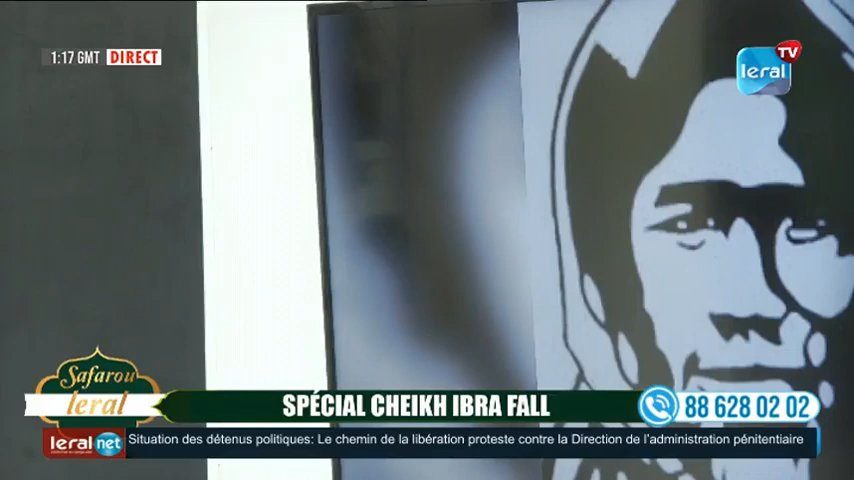 1:17 GMT DIRECT
leral TV
Safarou
leral
SPÉCIAL CHEIKH IBRA FALL
88 628 02 02
leral net
Situation des détenus politiques: Le chemin de la libération proteste contre la Direction de l'administration pénitentiaire